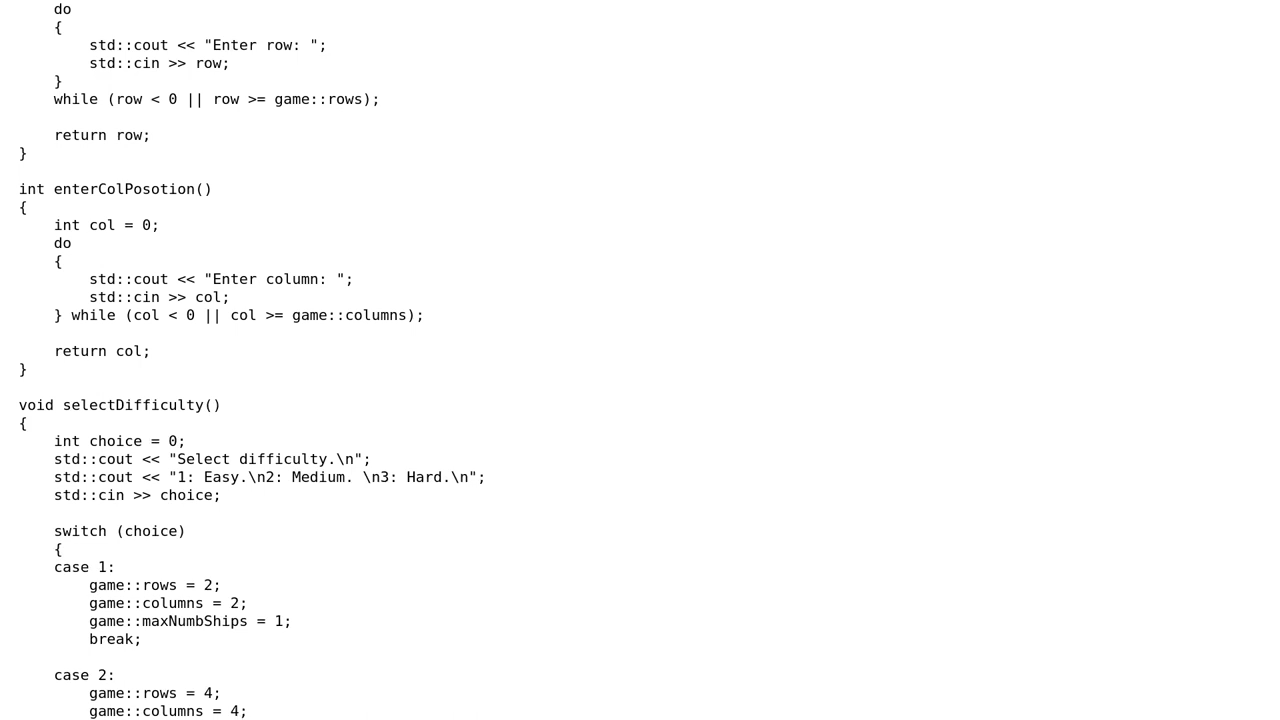 do
    {
        std::cout << "Enter row: ";
        std::cin >> row;
    }
    while (row < 0 || row >= game::rows);

    return row;
}

int enterColPosotion()
{
    int col = 0;
    do
    {
        std::cout << "Enter column: ";
        std::cin >> col;
    } while (col < 0 || col >= game::columns);

    return col;
}

void selectDifficulty()
{
    int choice = 0;
    std::cout << "Select difficulty.\n";
    std::cout << "1: Easy.\n2: Medium. \n3: Hard.\n";
    std::cin >> choice;

    switch (choice)
    {
    case 1:
        game::rows = 2;
        game::columns = 2;
        game::maxNumbShips = 1;
        break;

    case 2:
        game::rows = 4;
        game::columns = 4;